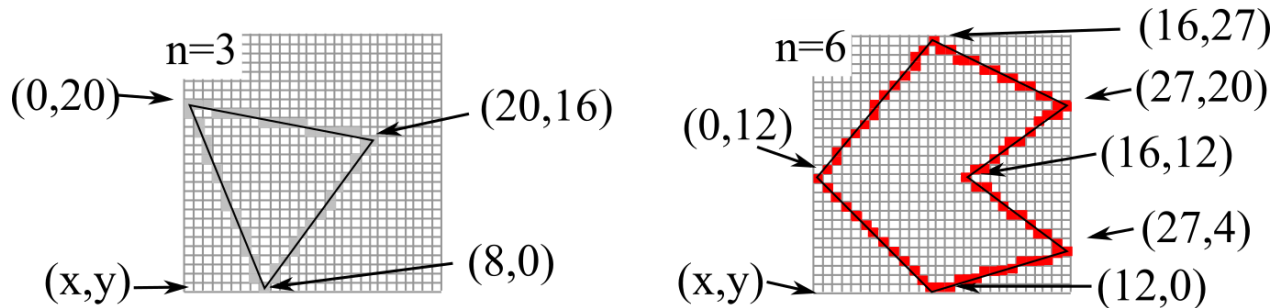 n=3
(0,20)
(20,16)
(8,0)
(x,y)
n=6
(16,27)
(27,20)
(0,12)
(16,12)
(27,4)
(x,y)
(12,0)